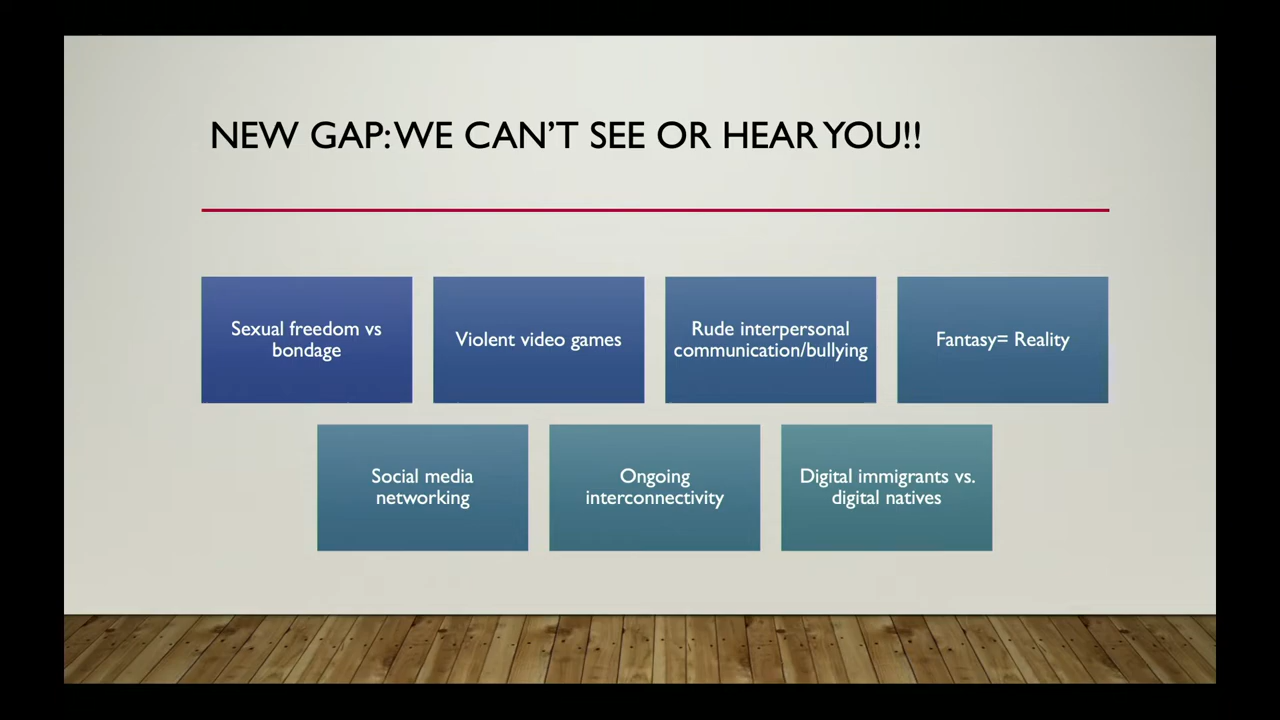 NEW GAP: WE CAN'T SEE OR HEAR YOU!!
Sexual freedom vs
bondage
Violent video games
Rude interpersonal
communication/bullying
Fantasy= Reality
Social media
networking
Ongoing
interconnectivity
Digital immigrants vs.
digital natives